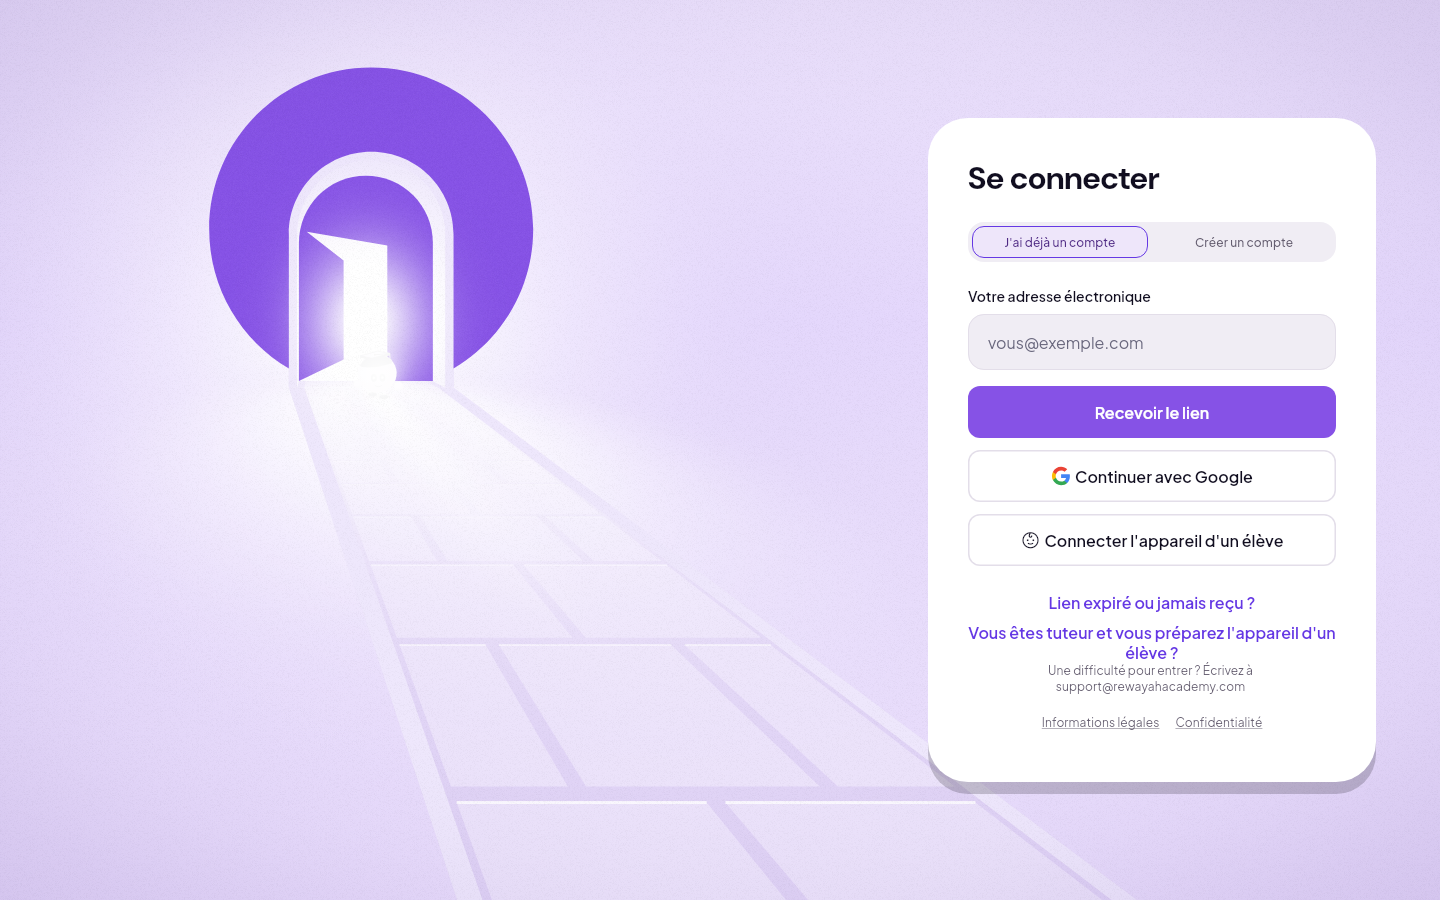 Se connecter
J'ai déjà un compte
Créer un compte
Votre adresse électronique
vous@exemple.com
Recevoir le lien
Continuer avec Google
Connecter l'appareil d'un élève
Lien expiré ou jamais reçu ?
Vous êtes tuteur et vous préparez l'appareil d'un
élève ?
Une difficulté pour entrer ? Écrivez à
support@rewayahacademy.com
Informations légales
Confidentialité